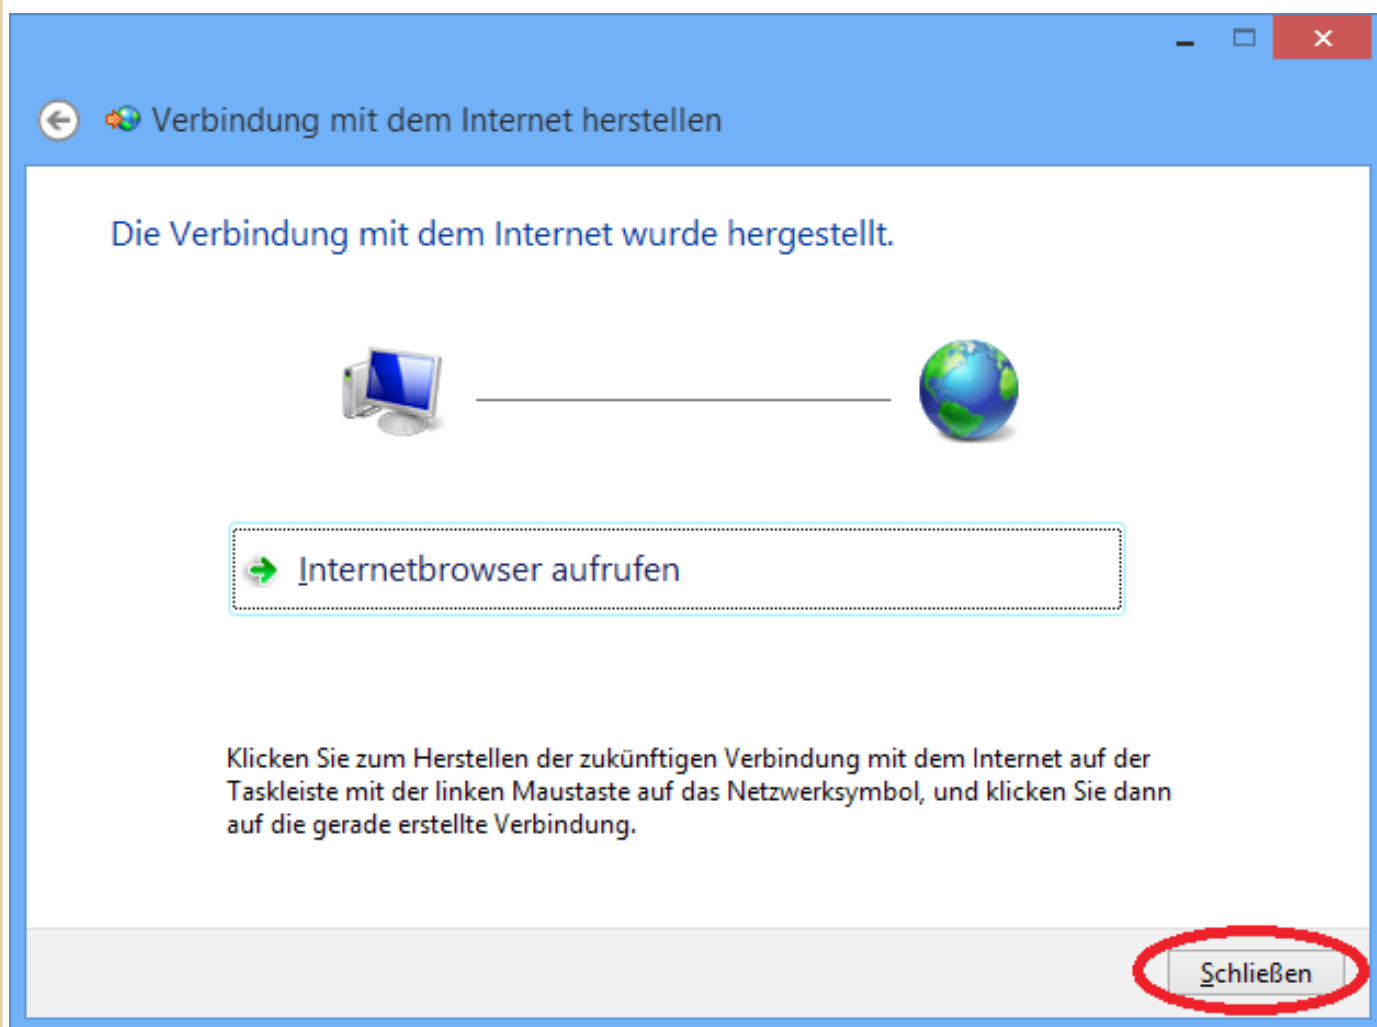 Verbindung mit dem Internet herstellen
Die Verbindung mit dem Internet wurde hergestellt.
Internetbrowser aufrufen
Klicken Sie zum Herstellen der zukünftigen Verbindung mit dem Internet auf der
Taskleiste mit der linken Maustaste auf das Netzwerksymbol, und klicken Sie dann
auf die gerade erstellte Verbindung.
Schließen